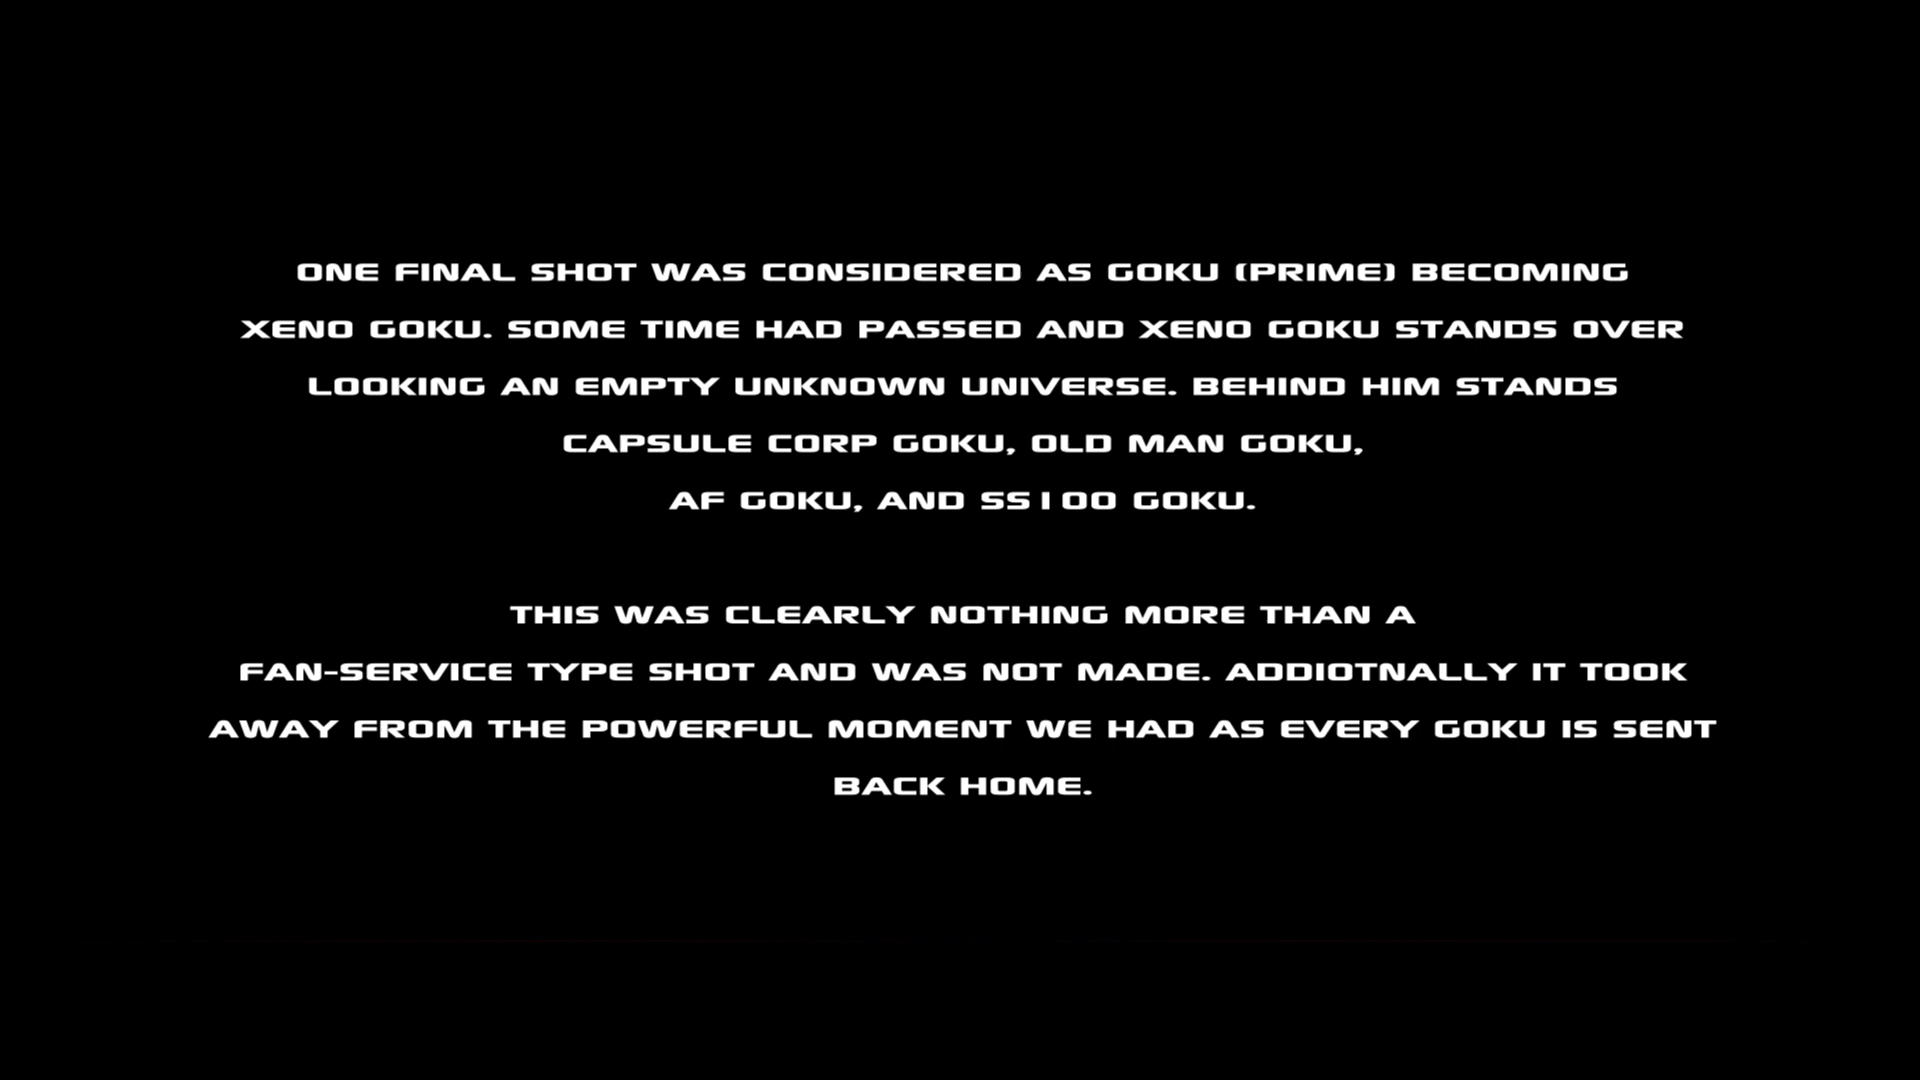 ONE FINAL SHOT WAS CONSIDERED AS GOKU (PRIME) BECOMING
XENO GOKU. SOME TIME HAD PASSED AND XENO GOKU STANDS OVER
LOOKING AN EMPTY UNKNOWN UNIVERSE. BEHIND HIM STANDS
CAPSULE CORP GOKU, OLD MAN GOKU,
AF GOKU, AND SS100 GOKU.
THIS WAS CLEARLY NOTHING MORE THAN A
FAN-SERVICE TYPE SHOT AND WAS NOT MADE. ADDIOTNALLY IT TOOK
AWAY FROM THE POWERFUL MOMENT WE HAD AS EVERY GOKU IS SENT
BACK HOME.